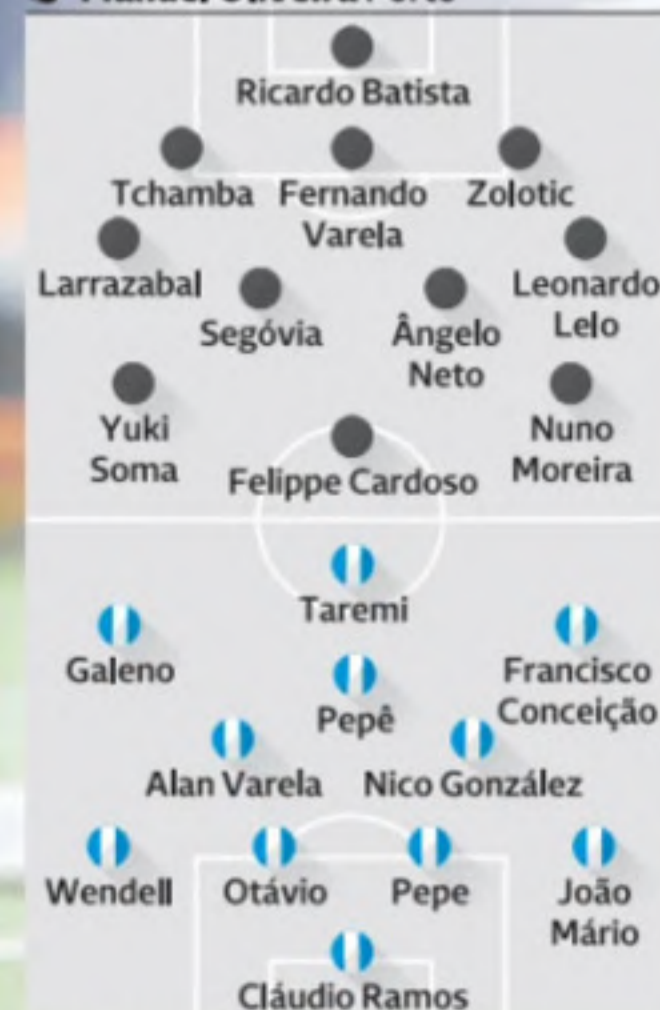 Ricardo Batista
Tchamba Fernando Varela Zolotic
Larrazabal Leonardo Lelo
Segóvia Ângelo Neto
Yuki Soma Nuno Moreira
Felippe Cardoso
Taremi
Galeno Francisco Conceição
Pepê
Alan Varela Nico González
Wendell Otávio Pepe João Mário
Cláudio Ramos